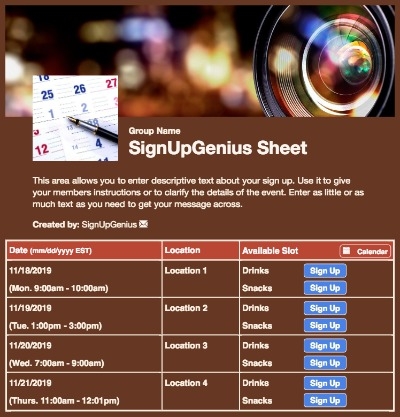 25 26
1 2
Group Name
SignUpGenius Sheet
This area allows you to enter descriptive text about your sign up. Use it to give
your members instructions or to clarify the details of the event. Enter as little or as
much text as you need to get your message across.
Created by: SignUpGenius
Date (mm/dd/yyyy EST) Location Available Slot Calendar
11/18/2019 Location 1 Drinks Sign Up
(Mon. 9:00am - 10:00am) Snacks Sign Up
11/19/2019 Location 2 Drinks Sign Up
(Tue. 1:00pm - 3:00pm) Snacks Sign Up
11/20/2019 Location 3 Drinks Sign Up
(Wed. 7:00am - 9:00am) Snacks Sign Up
11/21/2019 Location 4 Drinks Sign Up
(Thurs. 11:00am - 12:01pm) Snacks Sign Up